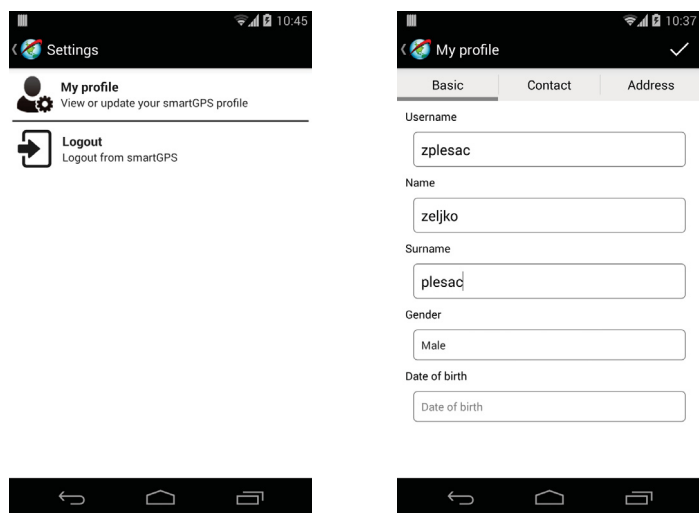 10:45
Settings
My profile
View or update your smartGPS profile
Logout
Logout from smartGPS
10:37
My profile
Basic Contact Address
Username
zplesac
Name
zeljko
Surname
plesac
Gender
Male
Date of birth
Date of birth